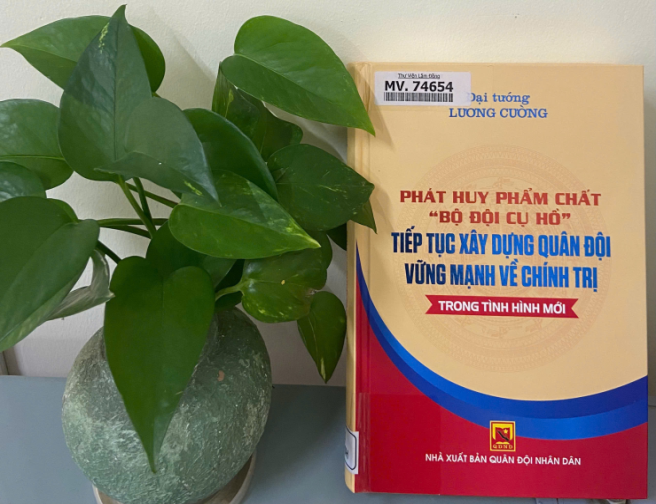 Thư Viện Lâm Đồng
MV. 74654
Đại tướng
LƯƠNG CƯỜNG
PHÁT HUY PHẨM CHẤT
“BỘ ĐỘI CỤ HỒ”
TIẾP TỤC XÂY DỰNG QUÂN ĐỘI
VỮNG MẠNH VỀ CHÍNH TRỊ
TRONG TÌNH HÌNH MỚI
NHÀ XUẤT BẢN QUÂN ĐỘI NHÂN DÂN